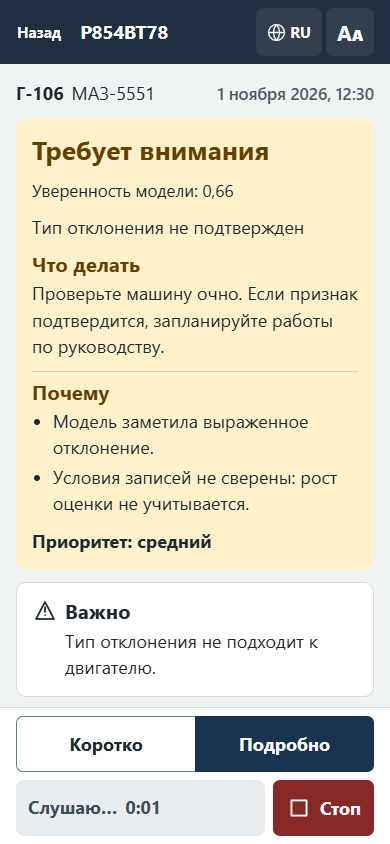 Назад Р854ВТ78 RU Aa
Г-106 МАЗ-5551 1 ноября 2026, 12:30
Требует внимания
Уверенность модели: 0,66
Тип отклонения не подтвержден
Что делать
Проверьте машину очно. Если признак
подтвердится, запланируйте работы
по руководству.
Почему
• Модель заметила выраженное
отклонение.
• Условия записей не сверены: рост
оценки не учитывается.
Приоритет: средний
Важно
Тип отклонения не подходит к
двигателю.
Коротко Подробно
Слушаю... 0:01 Стоп